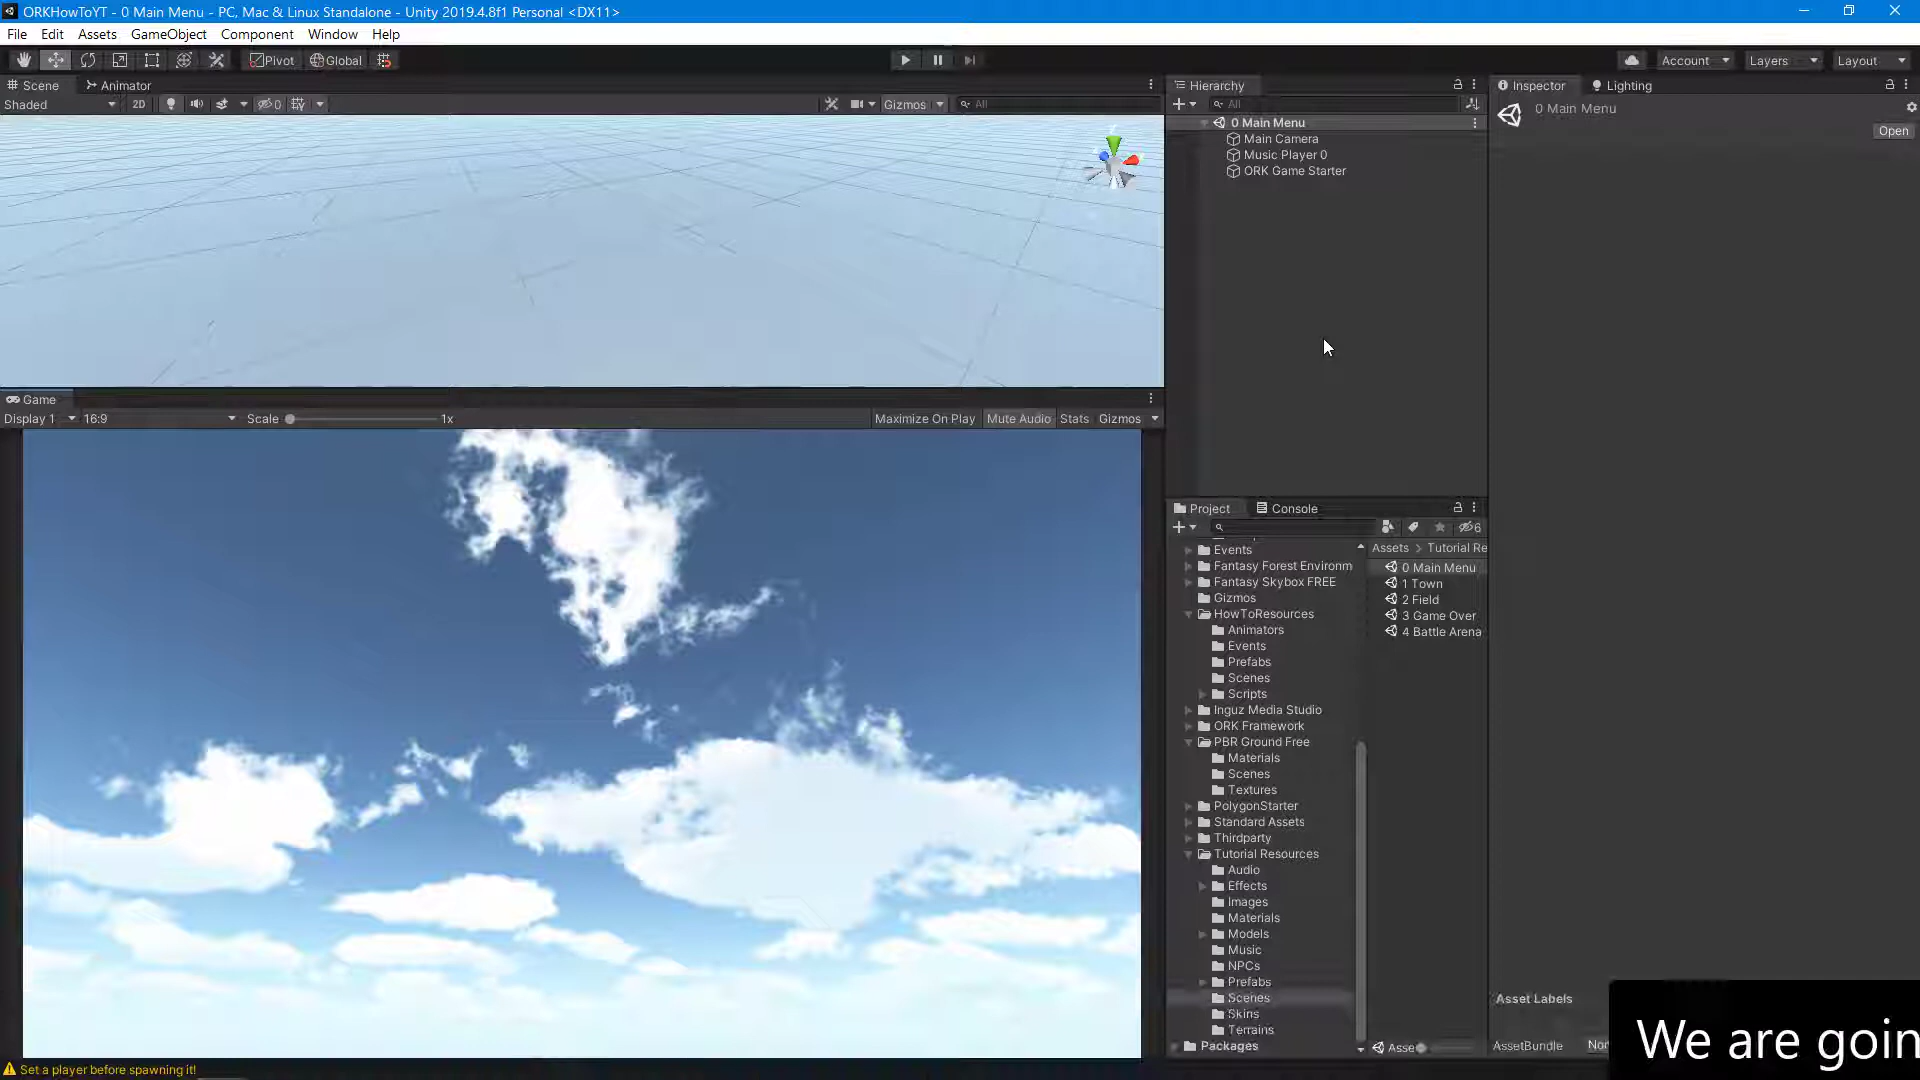 ORKHowToYT - 0 Main Menu - PC, Mac & Linux Standalone - Unity 2019.4.8f1 Personal <DX11>
File Edit Assets GameObject Component Window Help
Pivot Global Account Layers Layout
Scene Animator
Shaded 2D 0 Gizmos All
Hierarchy
All
0 Main Menu
Main Camera
Music Player 0
ORK Game Starter
Inspector Lighting
0 Main Menu
Open
Game
Display 1 16:9 Scale 1x Maximize On Play Mute Audio Stats Gizmos
Project Console
6
Events
Fantasy Forest Environm
Fantasy Skybox FREE
Gizmos
HowToResources
Animators
Events
Prefabs
Scenes
Scripts
Inguz Media Studio
ORK Framework
PBR Ground Free
Materials
Scenes
Textures
PolygonStarter
Standard Assets
Thirdparty
Tutorial Resources
Audio
Effects
Images
Materials
Models
Music
NPCs
Prefabs
Scenes
Skins
Terrains
Packages
Assets > Tutorial Re
0 Main Menu
1 Town
2 Field
3 Game Over
4 Battle Arena
Asse
Asset Labels
AssetBundle
We are goin
Set a player before spawning it!